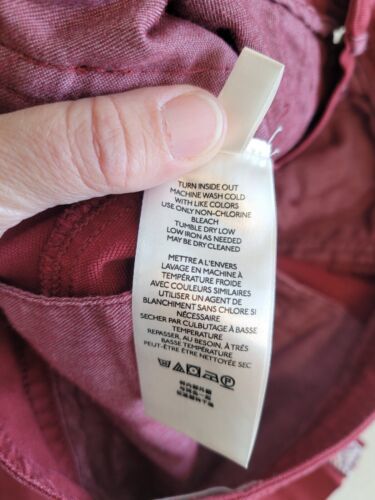 TURN INSIDE OUT
MACHINE WASH COLD
WITH LIKE COLORS
USE ONLY NON-CHLORINE
BLEACH
TUMBLE DRY LOW
LOW IRON AS NEEDED
MAY BE DRY CLEANED
METTRE A L'ENVERS
LAVAGE EN MACHINE À
TEMPÉRATURE FROIDE
AVEC COULEURS SIMILAIRES
UTILISER UN AGENT DE
BLANCHIMENT SANS CHLORE SI
NÉCESSAIRE
SECHER PAR CULBUTAGE À BASSE
TEMPERATURE
REPASSER, AU BESOIN, À TRÈS
BASSE TEMPÉRATURE
PEUT-ÊTRE ÊTRE NETTOYÉE SEC